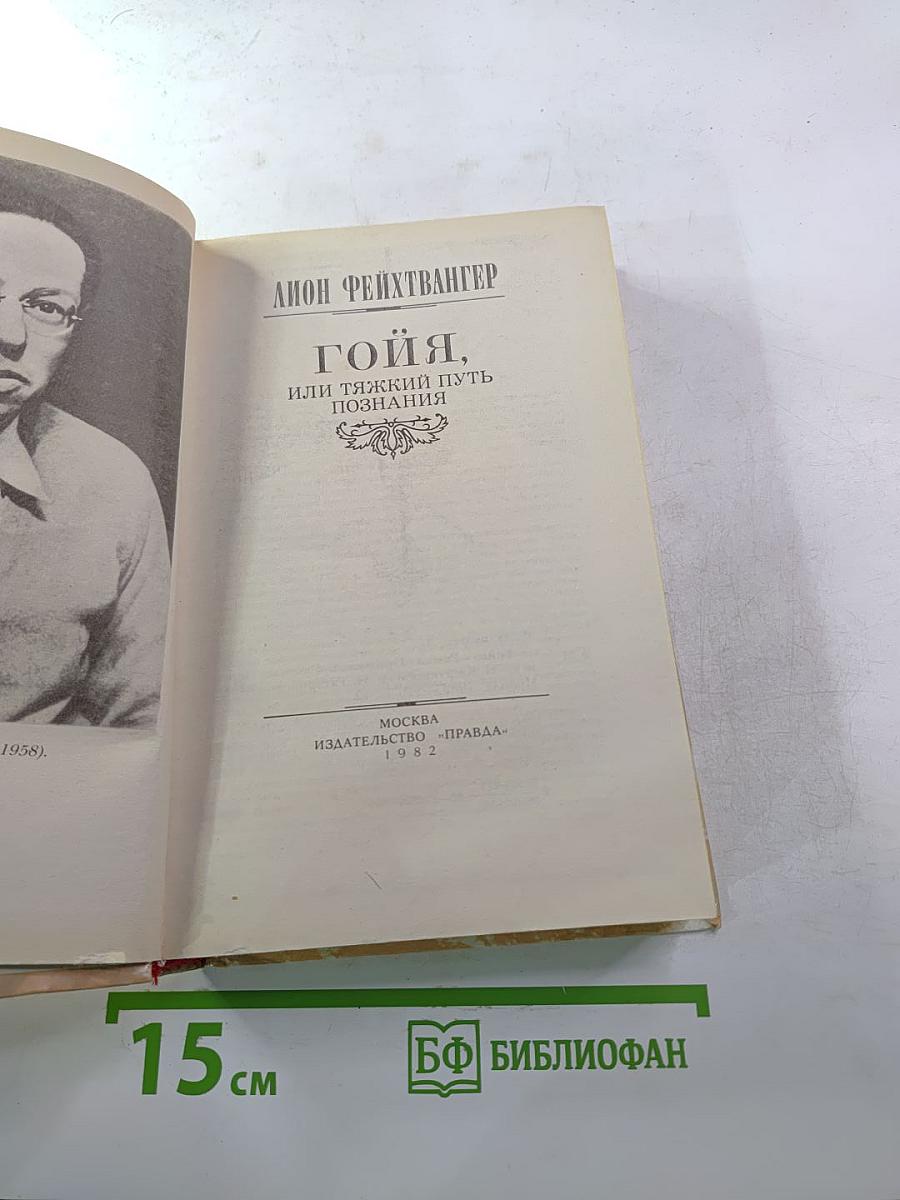 1958).
ЛИОН ФЕЙХТВАНГЕР
ГОЙЯ,
ИЛИ ТЯЖКИЙ ПУТЬ
ПОЗНАНИЯ
МОСКВА
ИЗДАТЕЛЬСТВО „ПРАВДА“
1982
15 см
БФ БИБЛИОФАН